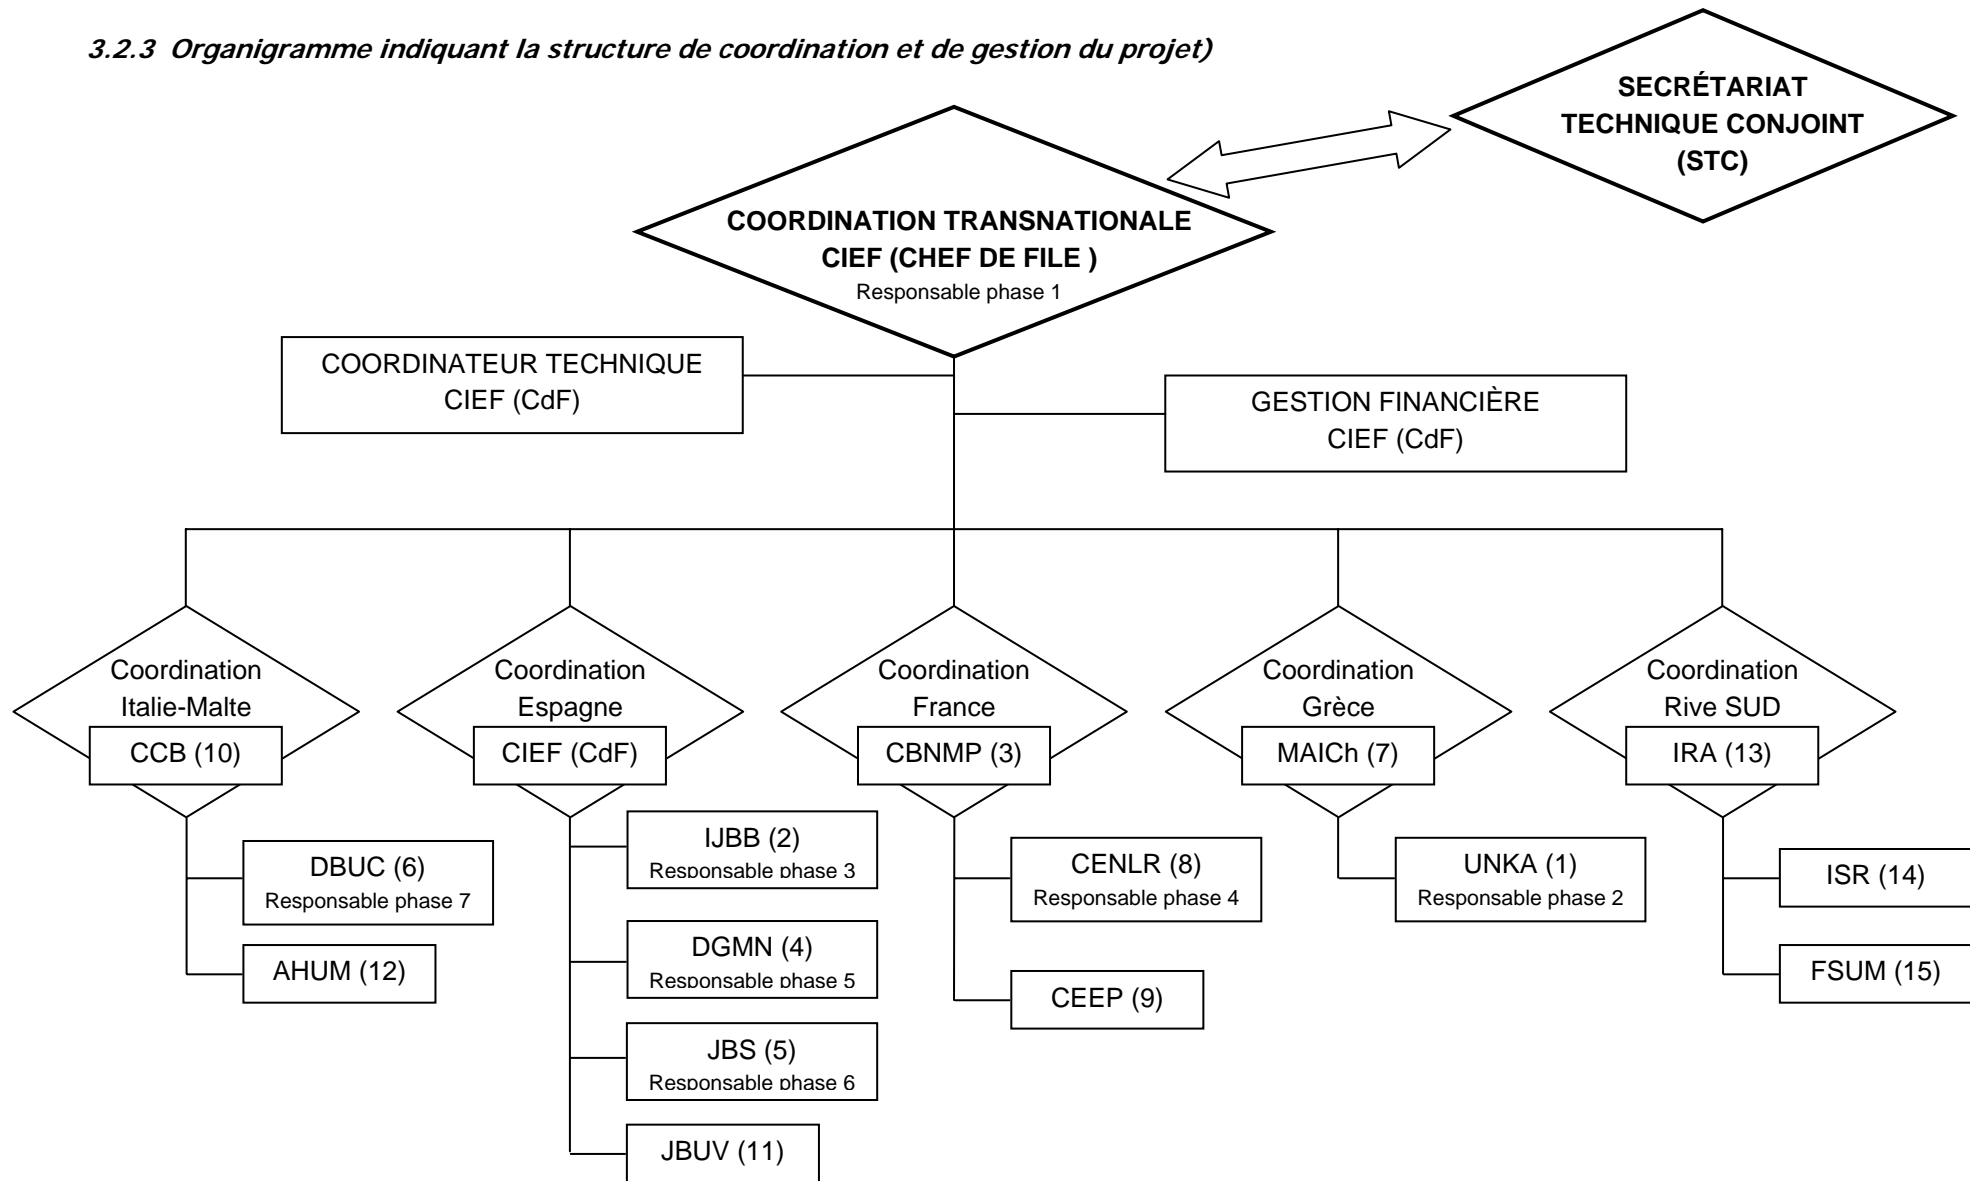 3.2.3 Organigramme indiquant la structure de coordination et de gestion du projet)
SECRÉTARIAT
TECHNIQUE CONJOINT
(STC)
COORDINATION TRANSNATIONALE
CIEF (CHEF DE FILE )
Responsable phase 1
COORDINATEUR TECHNIQUE
CIEF (CdF)
GESTION FINANCIÈRE
CIEF (CdF)
Coordination
Italie-Malte
CCB (10)
DBUC (6)
Responsable phase 7
AHUM (12)
Coordination
Espagne
CIEF (CdF)
IJBB (2)
Responsable phase 3
DGMN (4)
Responsable phase 5
JBS (5)
Responsable phase 6
JBUV (11)
Coordination
France
CBNMP (3)
CENLR (8)
Responsable phase 4
CEEP (9)
Coordination
Grèce
MAICh (7)
UNKA (1)
Responsable phase 2
Coordination
Rive SUD
IRA (13)
ISR (14)
FSUM (15)